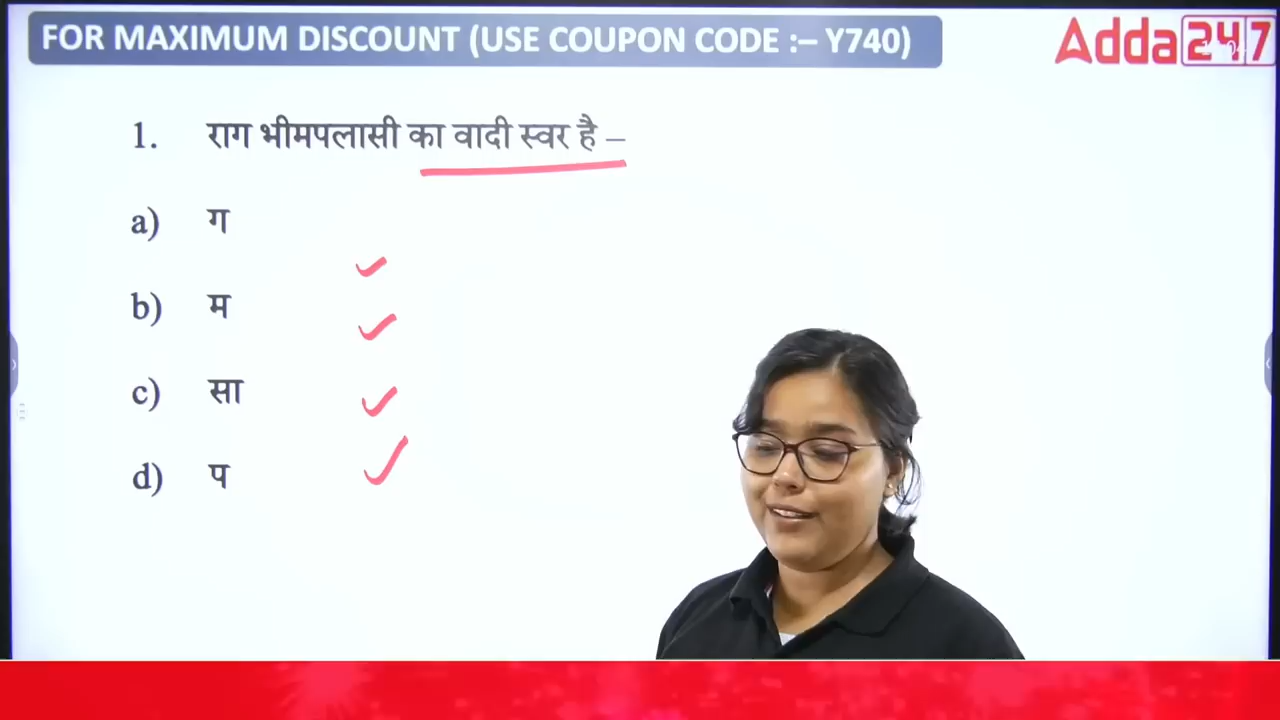 FOR MAXIMUM DISCOUNT (USE COUPON CODE :– Y740)
Adda247
1. राग भीमपलासी का वादी स्वर है –
a) ग
b) म
c) सा
d) प